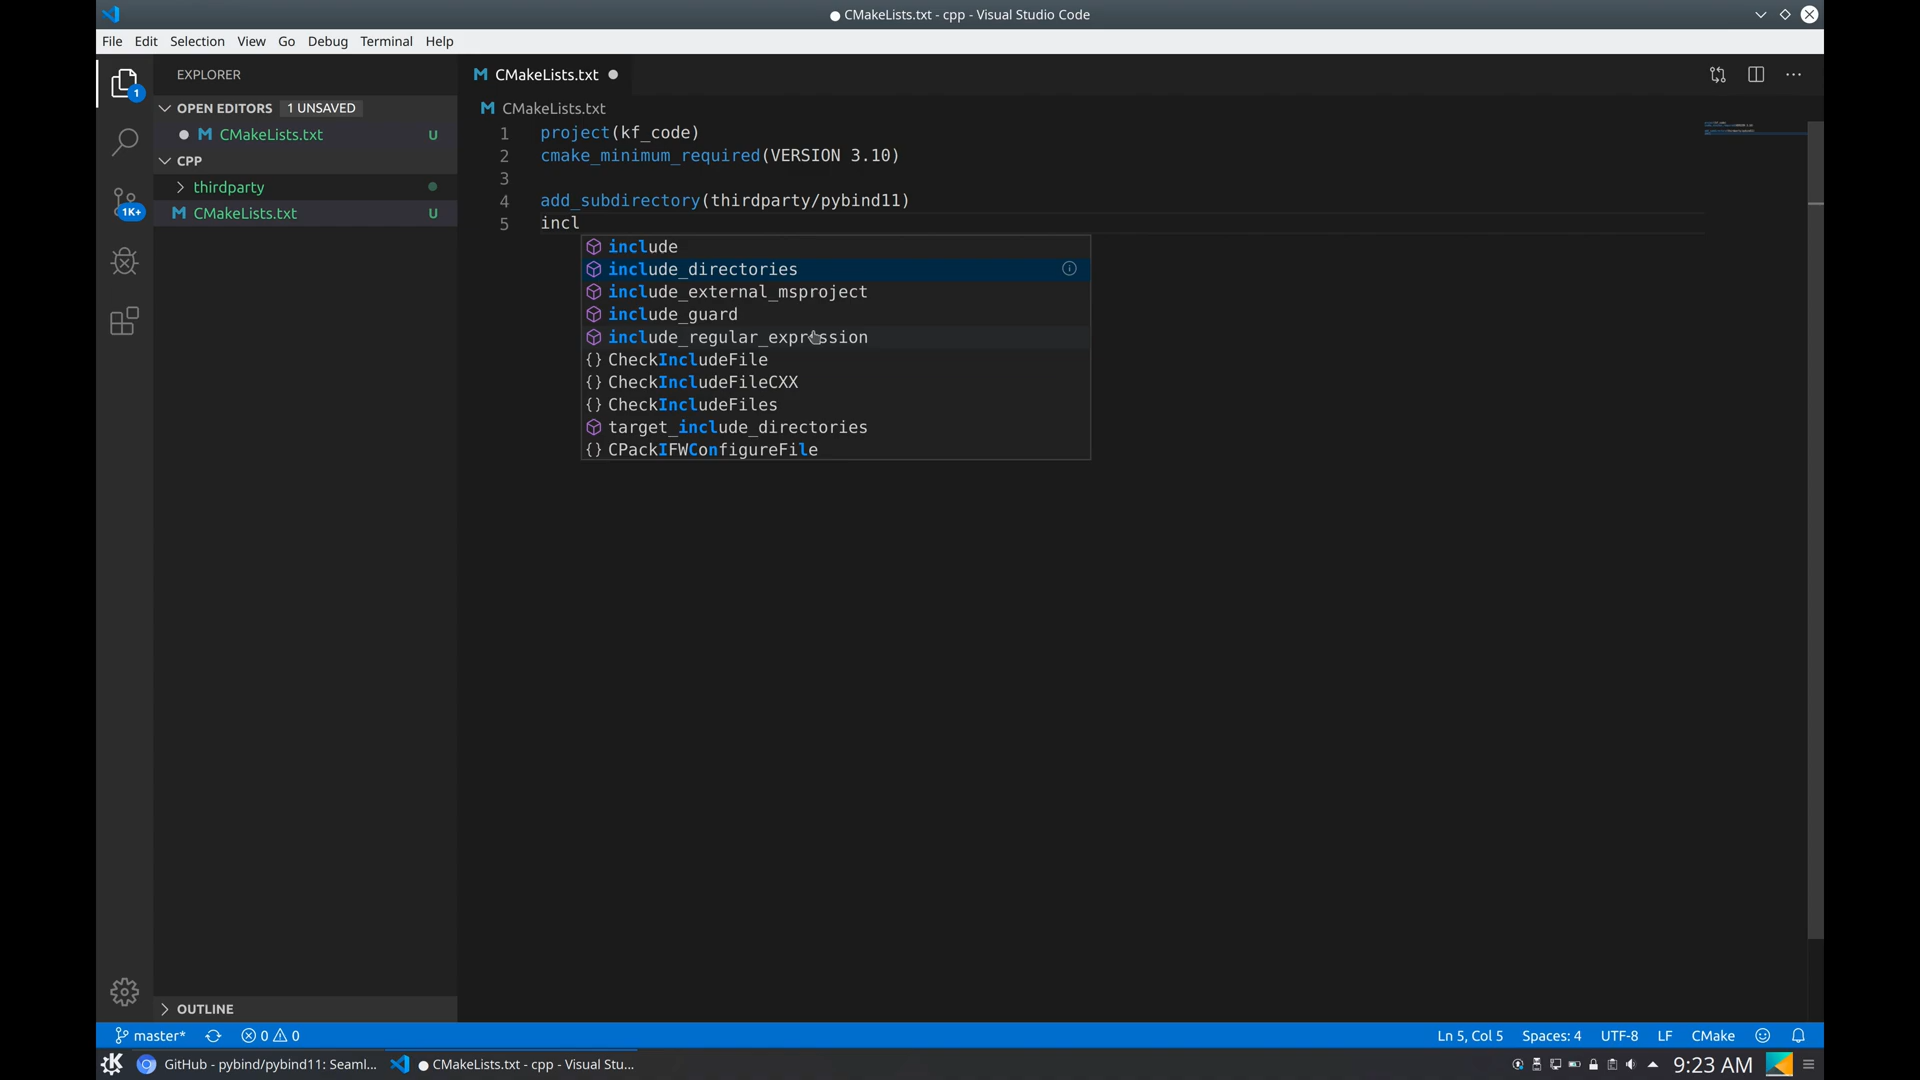 CMakeLists.txt - cpp - Visual Studio Code
File Edit Selection View Go Debug Terminal Help
EXPLORER
OPEN EDITORS 1 UNSAVED
M CMakeLists.txt U
CPP
thirdparty
M CMakeLists.txt U
1
1K+
OUTLINE
M CMakeLists.txt
M CMakeLists.txt
1 project(kf_code)
2 cmake_minimum_required(VERSION 3.10)
3
4 add_subdirectory(thirdparty/pybind11)
5 incl
include
include_directories
include_external_msproject
include_guard
include_regular_expression
{} CheckIncludeFile
{} CheckIncludeFileCXX
{} CheckIncludeFiles
target_include_directories
{} CPackIFWConfigureFile
master* 0 0 Ln 5, Col 5 Spaces: 4 UTF-8 LF CMake
GitHub - pybind/pybind11: Seaml... CMakeLists.txt - cpp - Visual Stu... 9:23 AM